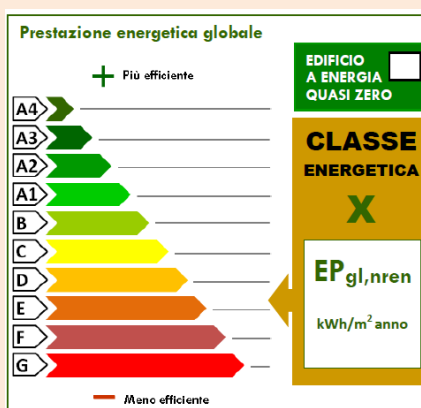 Prestazione energetica globale
+ Più efficiente
A4
A3
A2
A1
B
C
D
E
F
G
— Meno efficiente
EDIFICIO
A ENERGIA
QUASI ZERO
CLASSE
ENERGETICA
X
EPgl,nren
kWh/m² anno